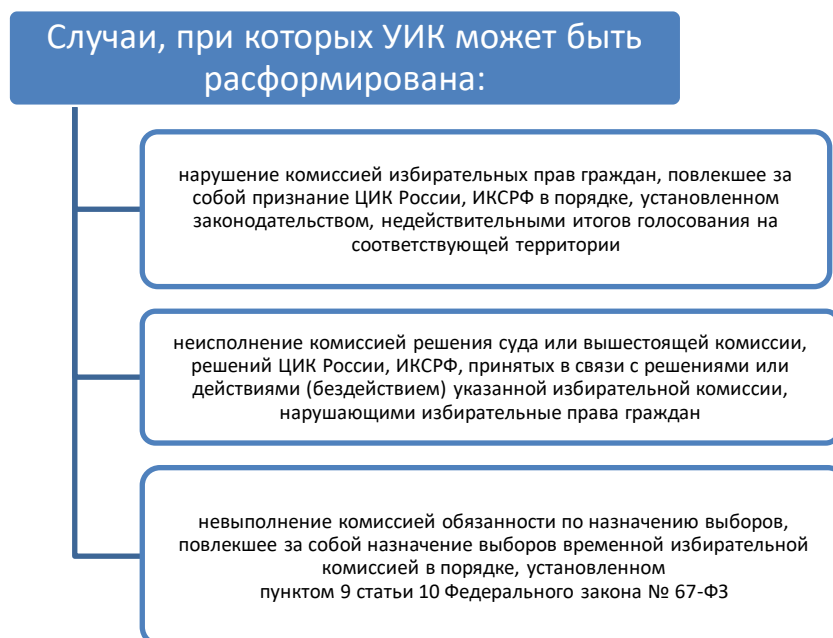 Случаи, при которых УИК может быть
расформирована:
нарушение комиссией избирательных прав граждан, повлекшее за
собой признание ЦИК России, ИКСРФ в порядке, установленном
законодательством, недействительными итогов голосования на
соответствующей территории
неисполнение комиссией решения суда или вышестоящей комиссии,
решений ЦИК России, ИКСРФ, принятых в связи с решениями или
действиями (бездействием) указанной избирательной комиссии,
нарушающими избирательные права граждан
невыполнение комиссией обязанности по назначению выборов,
повлекшее за собой назначение выборов временной избирательной
комиссией в порядке, установленном
пунктом 9 статьи 10 Федерального закона № 67-ФЗ